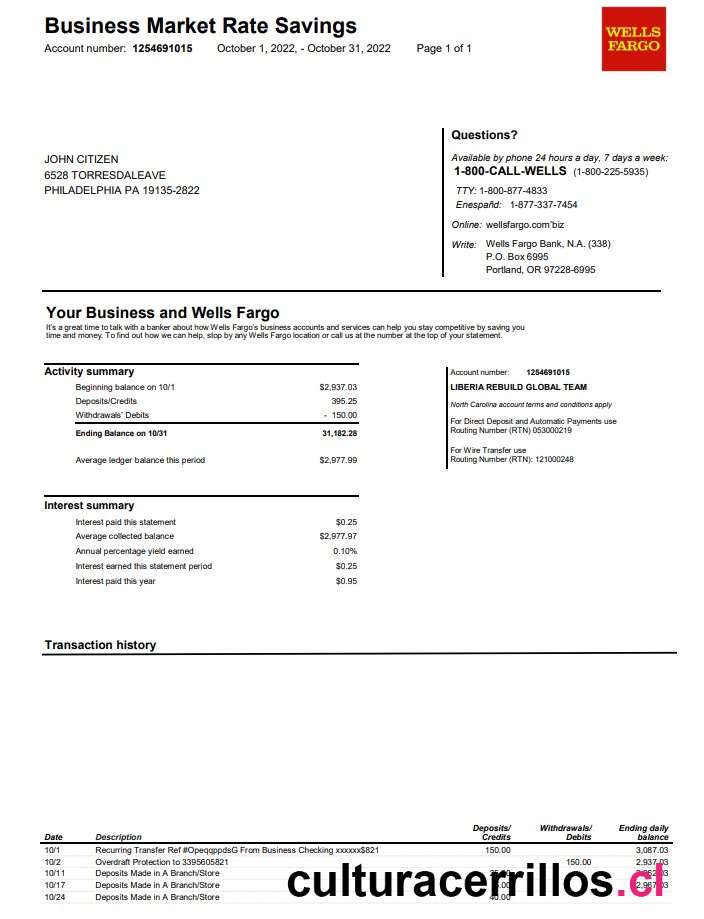 Business Market Rate Savings
Account number: 1254691015 October 1, 2022, - October 31, 2022 Page 1 of 1
WELLS
FARGO
JOHN CITIZEN
6528 TORRESDALEAVE
PHILADELPHIA PA 19135-2822
Questions?
Available by phone 24 hours a day, 7 days a week:
1-800-CALL-WELLS (1-800-225-5935)
TTY: 1-800-877-4833
Enespañd: 1-877-337-7454
Online: wellsfargo.com'biz
Write: Wells Fargo Bank, N.A. (338)
P.O. Box 6995
Portland, OR 97228-6995
Your Business and Wells Fargo
It's a great time to talk with a banker about how Wells Fargo's business accounts and services can help you stay competitive by saving you
time and money. To find out how we can help, stop by any Wells Fargo location or call us at the number at the top of your statement.
Activity summary
Beginning balance on 10/1 $2,937.03
Deposits/Credits 395.25
Withdrawals' Debits - 150.00
Ending Balance on 10/31 31,182.28
Average ledger balance this period $2,977.99
Account number: 1254691015
LIBERIA REBUILD GLOBAL TEAM
North Carolina account terms and conditions apply
For Direct Deposit and Automatic Payments use
Routing Number (RTN) 053000219
For Wire Transfer use
Routing Number (RTN): 121000248
Interest summary
Interest paid this statement $0.25
Average collected balance $2,977.97
Annual percentage yield earned 0.10%
Interest earned this statement period $0.25
Interest paid this year $0.95
Transaction history
Deposits/ Withdrawals/ Ending daily
Date Description Credits Debits balance
10/1 Recurring Transfer Ref #OpeqqppdsG From Business Checking xxxxxx$821 150.00 3,087.03
10/2 Overdraft Protection to 3395605821 150.00 2,937.03
10/11 Deposits Made in A Branch/Store
10/17 Deposits Made in A Branch/Store
10/24 Deposits Made in A Branch/Store 40.00
culturacerrillos.cl